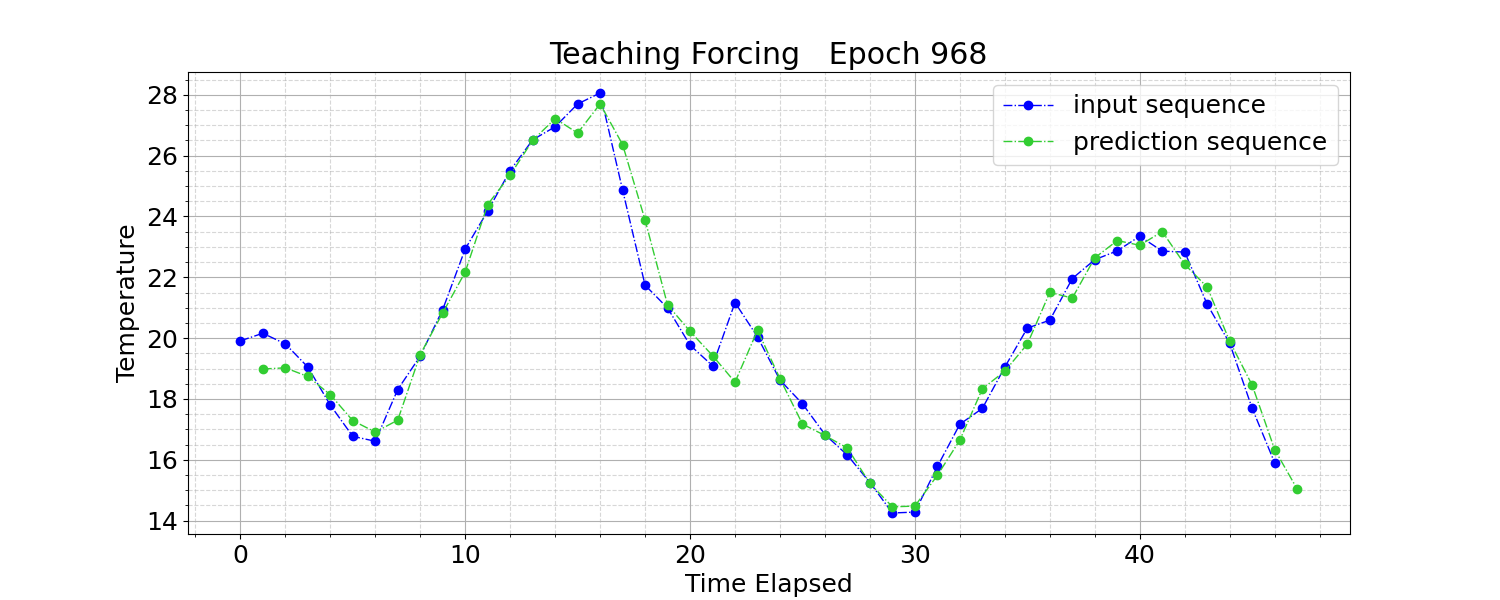 Teaching Forcing   Epoch 968
input sequence
prediction sequence
Temperature
28
26
24
22
20
18
16
14
0 10 20 30 40
Time Elapsed